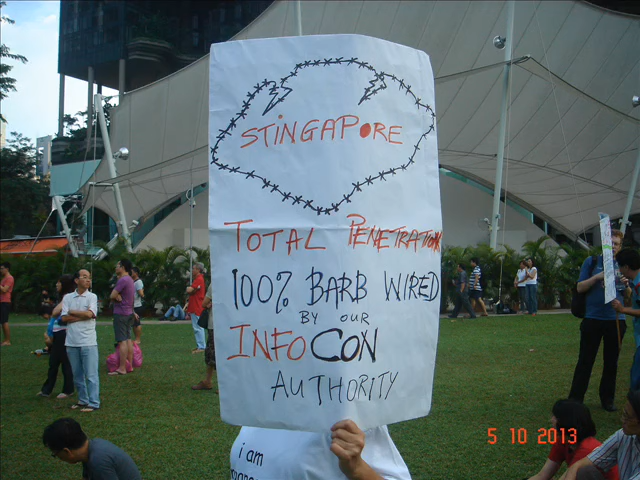 STiNGAPORE
TOTAL PENETRATION
100% BARB WIRED
BY OUR
INFOCON
AUTHORITY
i am
5 10 2013